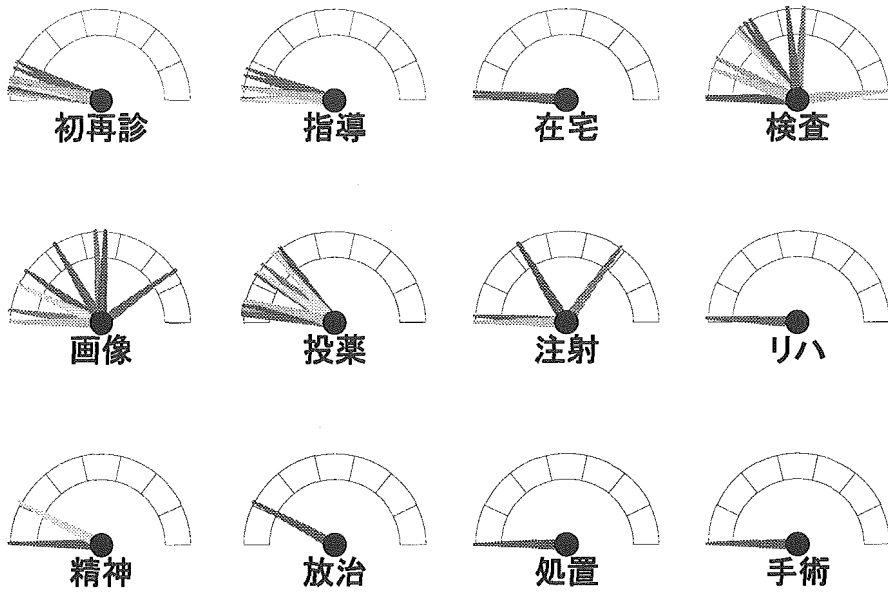 初再診 指導 在宅 検査
画像 投薬 注射 リハ
精神 放治 処置 手術